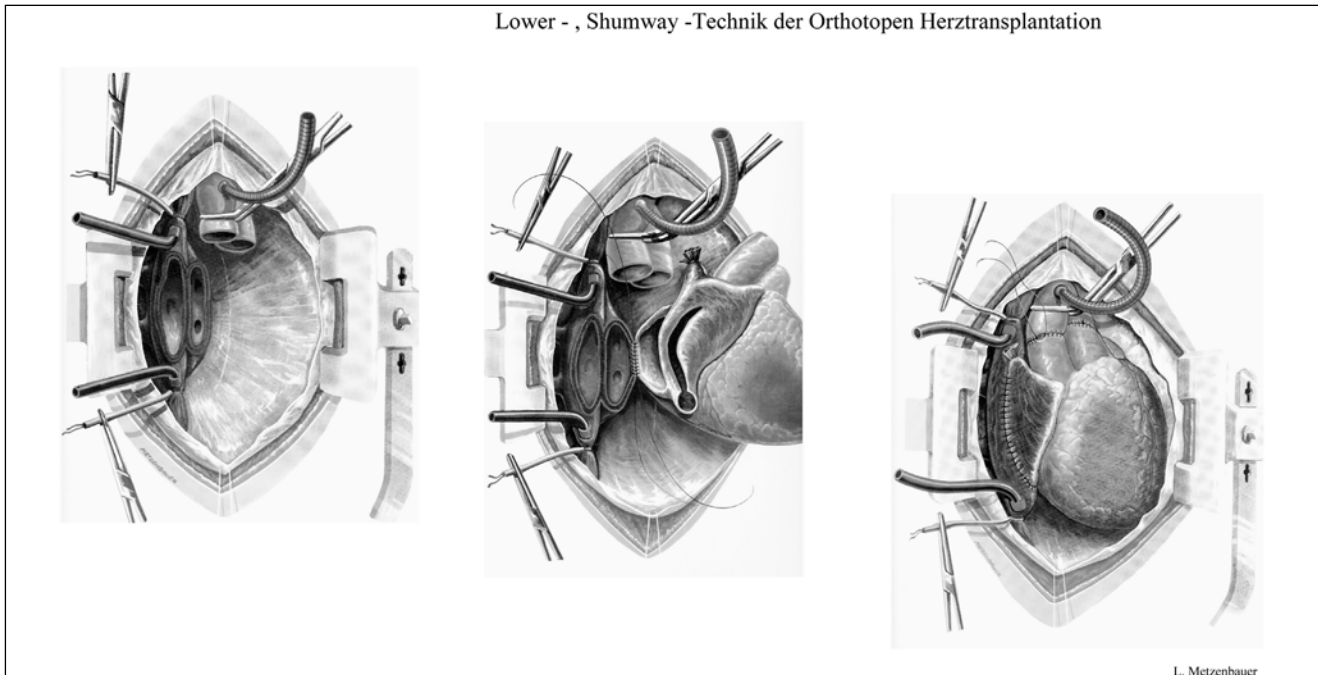 Lower - , Shumway -Technik der Orthotopen Herztransplantation
L. Metzenbauer